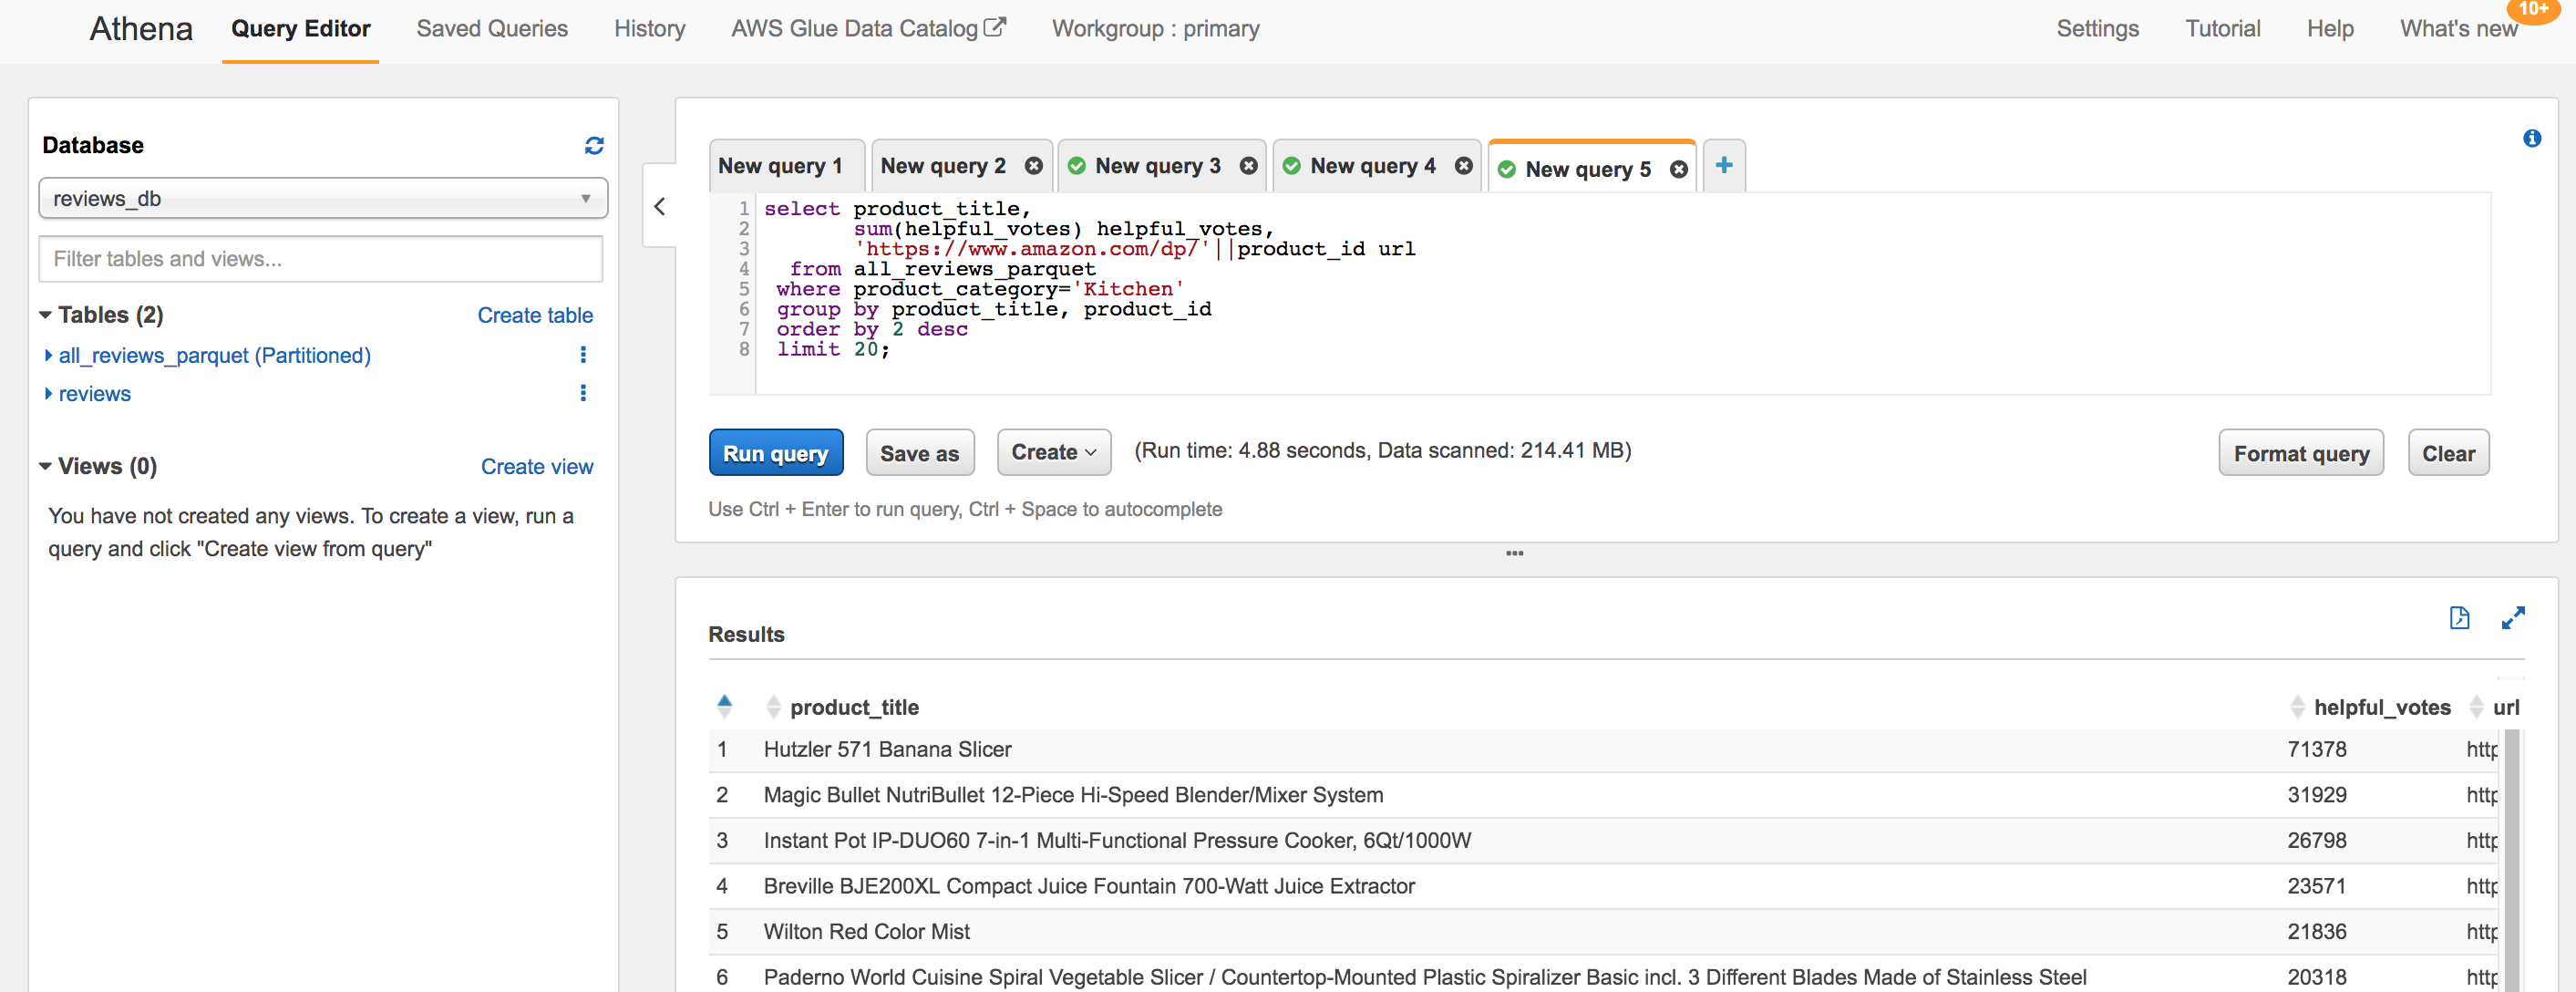 Athena Query Editor Saved Queries History AWS Glue Data Catalog Workgroup : primary Settings Tutorial Help What's new 10+
Database
reviews_db
Filter tables and views...
Tables (2) Create table
all_reviews_parquet (Partitioned)
reviews
Views (0) Create view
You have not created any views. To create a view, run a
query and click "Create view from query"
New query 1 New query 2 New query 3 New query 4 New query 5
1 select product_title,
2 sum(helpful_votes) helpful_votes,
3 'https://www.amazon.com/dp/'||product_id url
4 from all_reviews_parquet
5 where product_category='Kitchen'
6 group by product_title, product_id
7 order by 2 desc
8 limit 20;
Run query Save as Create (Run time: 4.88 seconds, Data scanned: 214.41 MB) Format query Clear
Use Ctrl + Enter to run query, Ctrl + Space to autocomplete
Results
product_title helpful_votes url
1 Hutzler 571 Banana Slicer 71378 http
2 Magic Bullet NutriBullet 12-Piece Hi-Speed Blender/Mixer System 31929 http
3 Instant Pot IP-DUO60 7-in-1 Multi-Functional Pressure Cooker, 6Qt/1000W 26798 http
4 Breville BJE200XL Compact Juice Fountain 700-Watt Juice Extractor 23571 http
5 Wilton Red Color Mist 21836 http
6 Paderno World Cuisine Spiral Vegetable Slicer / Countertop-Mounted Plastic Spiralizer Basic incl. 3 Different Blades Made of Stainless Steel 20318 http